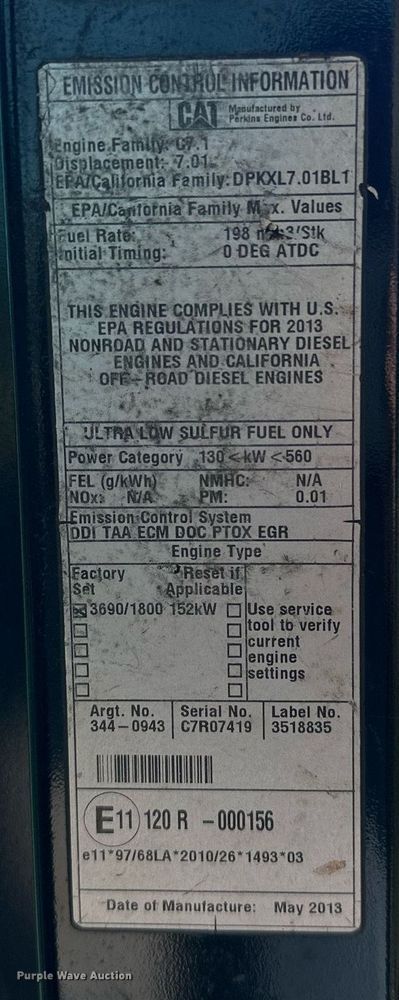 EMISSION CONTROL INFORMATION
CAT Manufactured by
Perkins Engines Co. Ltd.
Engine Family: C7.1
Displacement: 7.01
EPA/California Family: DPKXL7.01BL1
EPA/California Family Max. Values
Fuel Rate: 198 mm3/Stk
Initial Timing: 0 DEG ATDC
THIS ENGINE COMPLIES WITH U.S.
EPA REGULATIONS FOR 2013
NONROAD AND STATIONARY DIESEL
ENGINES AND CALIFORNIA
OFF-ROAD DIESEL ENGINES
ULTRA LOW SULFUR FUEL ONLY
Power Category 130<kW<560
FEL (g/kWh) NMHC: N/A
NOx: N/A PM: 0.01
Emission Control System
DDI TAA ECM DOC PTOX EGR
Engine Type
Factory Reset if
Set Applicable
3690/1800 152kW Use service
tool to verify
current
engine
settings
Argt. No. Serial No. Label No.
344-0943 C7R07419 3518835
E11 120 R -000156
e11*97/68LA*2010/26*1493*03
Date of Manufacture: May 2013
Purple Wave Auction